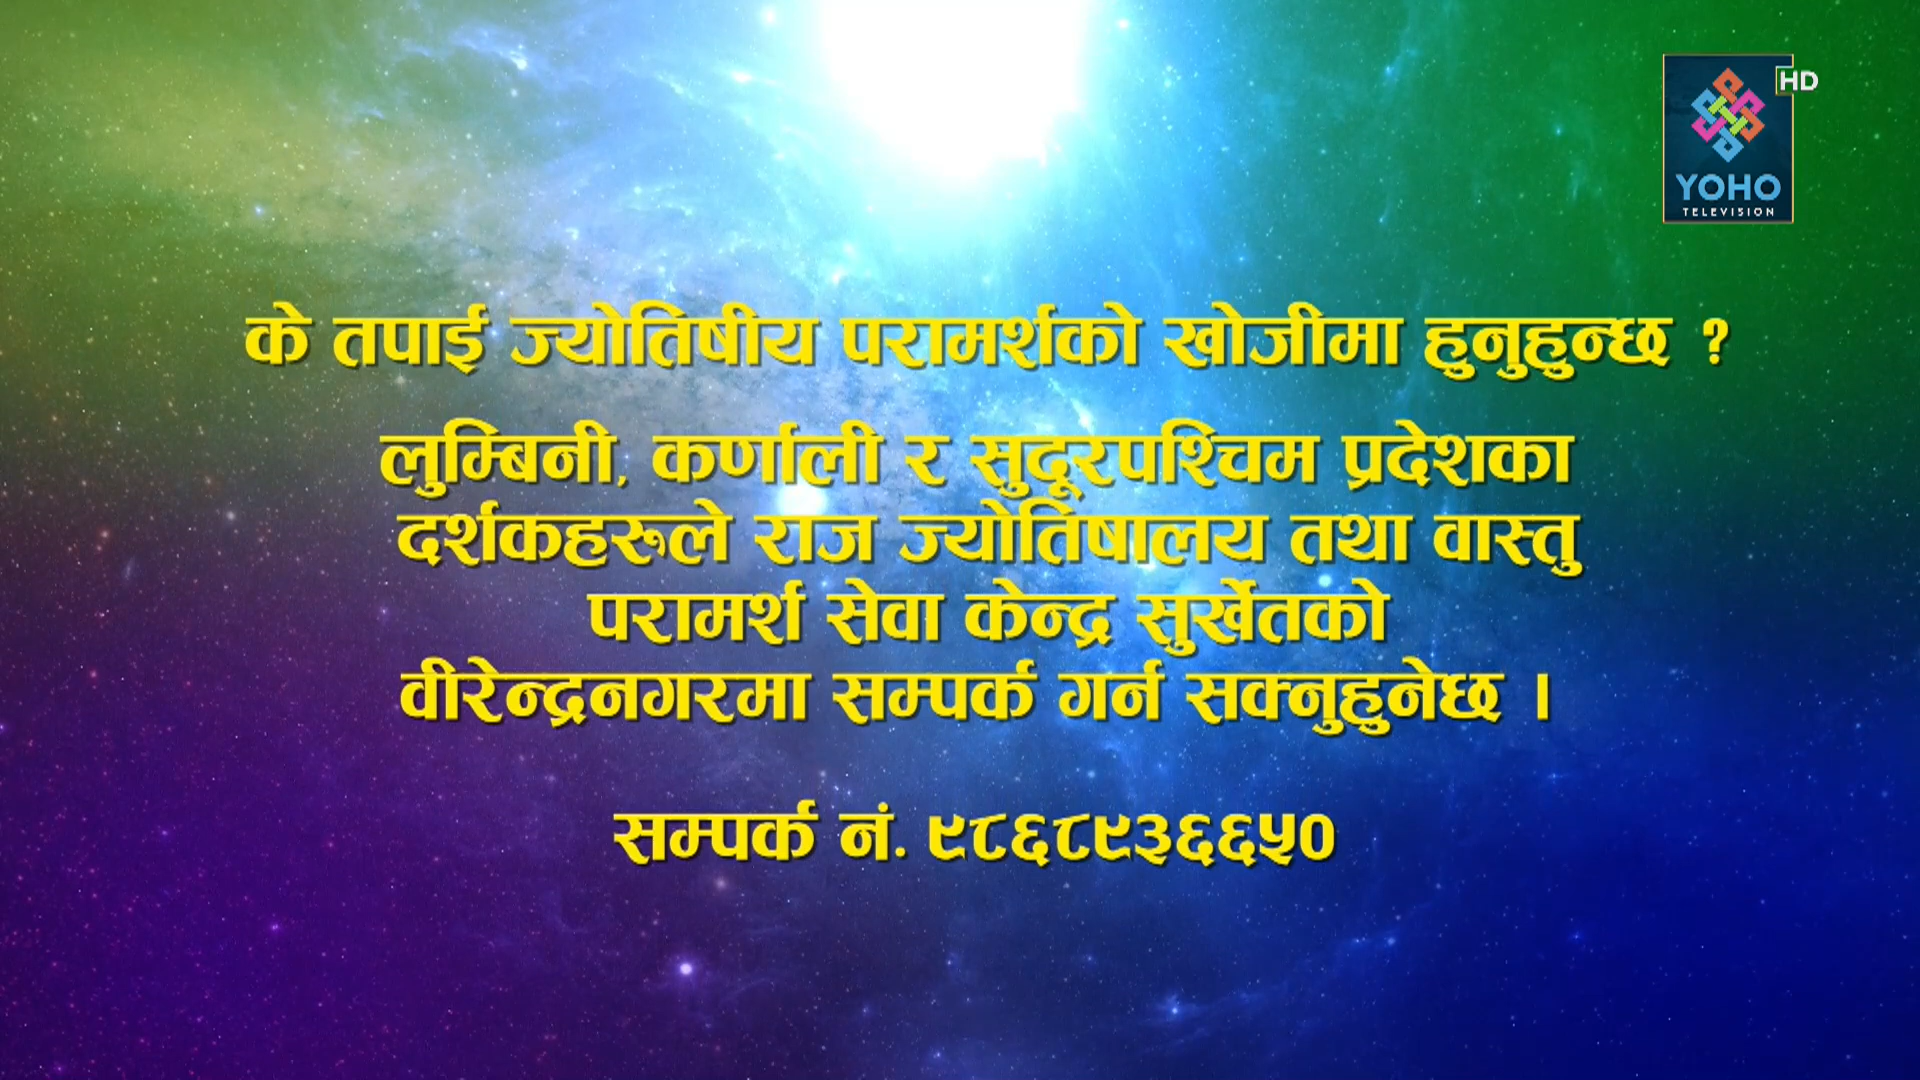 HD
YOHO
TELEVISION
के तपाई ज्योतिषीय परामर्शको खोजीमा हुनुहुन्छ ?
लुम्बिनी, कर्णाली र सुदूरपश्चिम प्रदेशका
दर्शकहरुले राज ज्योतिषालय तथा वास्तु
परामर्श सेवा केन्द्र सुर्खेतको
वीरेन्द्रनगरमा सम्पर्क गर्न सक्नुहुनेछ ।
सम्पर्क नं. ९८६८९३६६५०